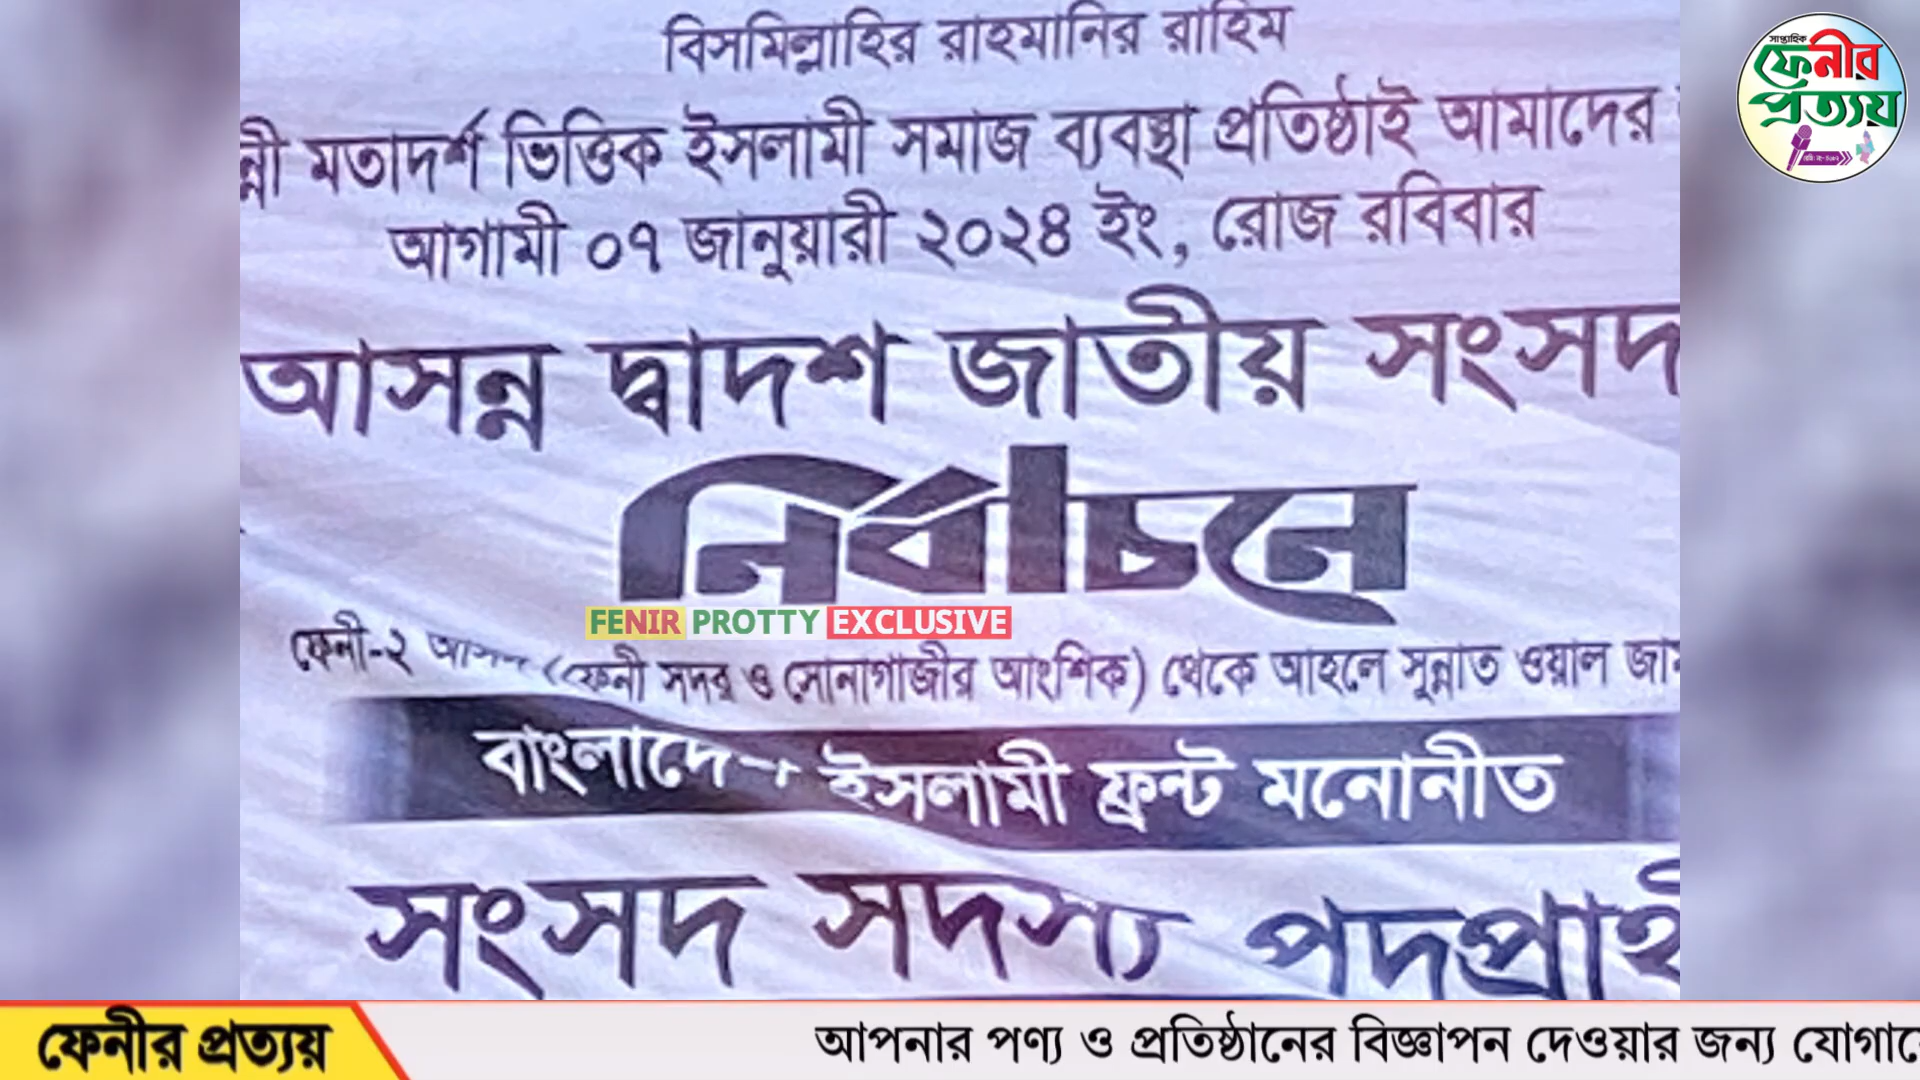 বিসমিল্লাহির রাহমানির রাহিম
ন্নী মতাদর্শ ভিত্তিক ইসলামী সমাজ ব্যবস্থা প্রতিষ্ঠাই আমাদের
আগামী ০৭ জানুয়ারী ২০২৪ ইং, রোজ রবিবার
আসন্ন দ্বাদশ জাতীয় সংসদ
নির্বাচনে
FENIR PROTTY EXCLUSIVE
ফেনী-২ আসন (ফেনী সদর ও সোনাগাজীর আংশিক) থেকে আহলে সুন্নাত ওয়াল জা
বাংলাদেশ ইসলামী ফ্রন্ট মনোনীত
সংসদ সদস্য পদপ্রার্থী
সাপ্তাহিক
ফেনীর
প্রত্যয়
ফেনীর প্রত্যয়
আপনার পণ্য ও প্রতিষ্ঠানের বিজ্ঞাপন দেওয়ার জন্য যোগাযো